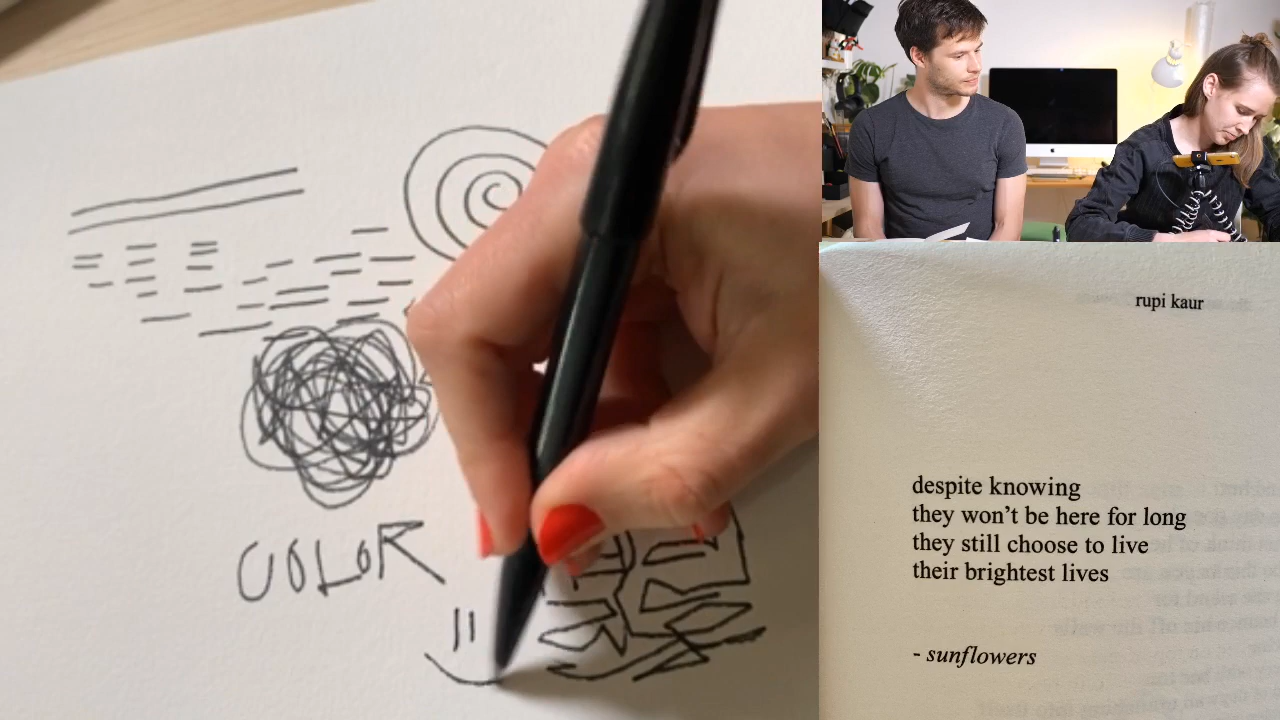 COLOR
rupi kaur
despite knowing
they won't be here for long
they still choose to live
their brightest lives
- sunflowers